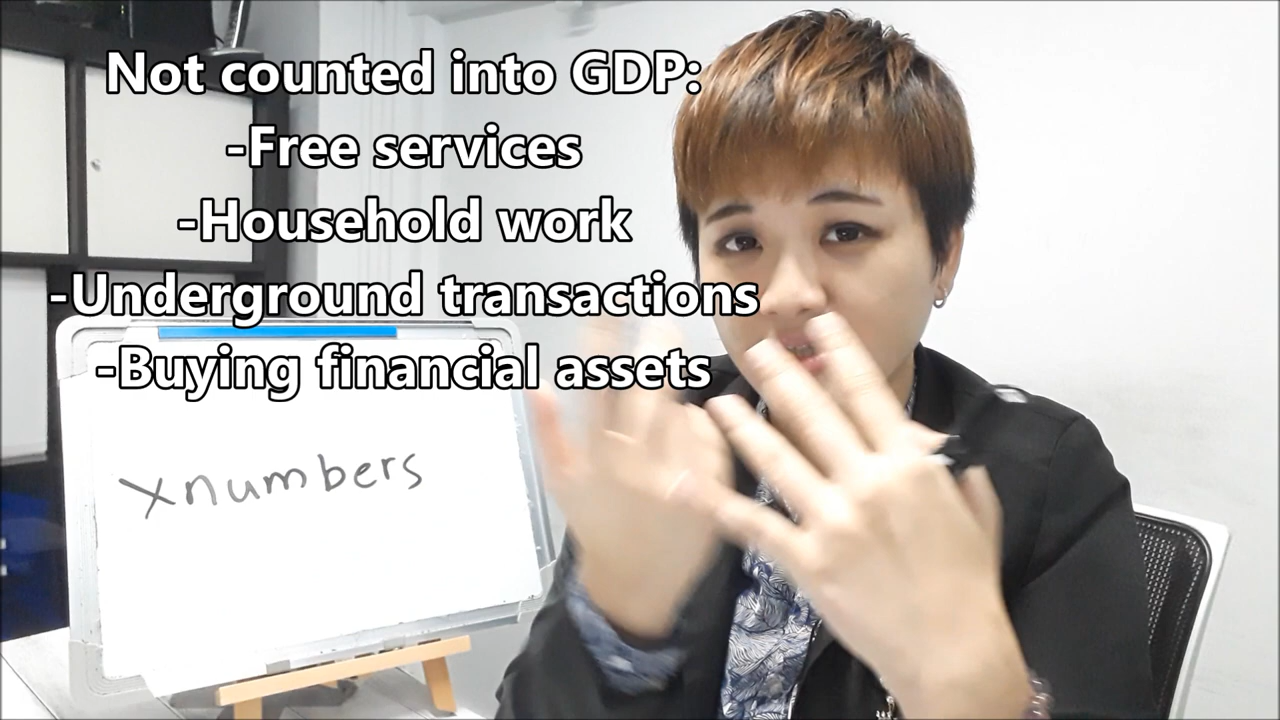 Not counted into GDP:
-Free services
-Household work
-Underground transactions
-Buying financial assets
xnumbers